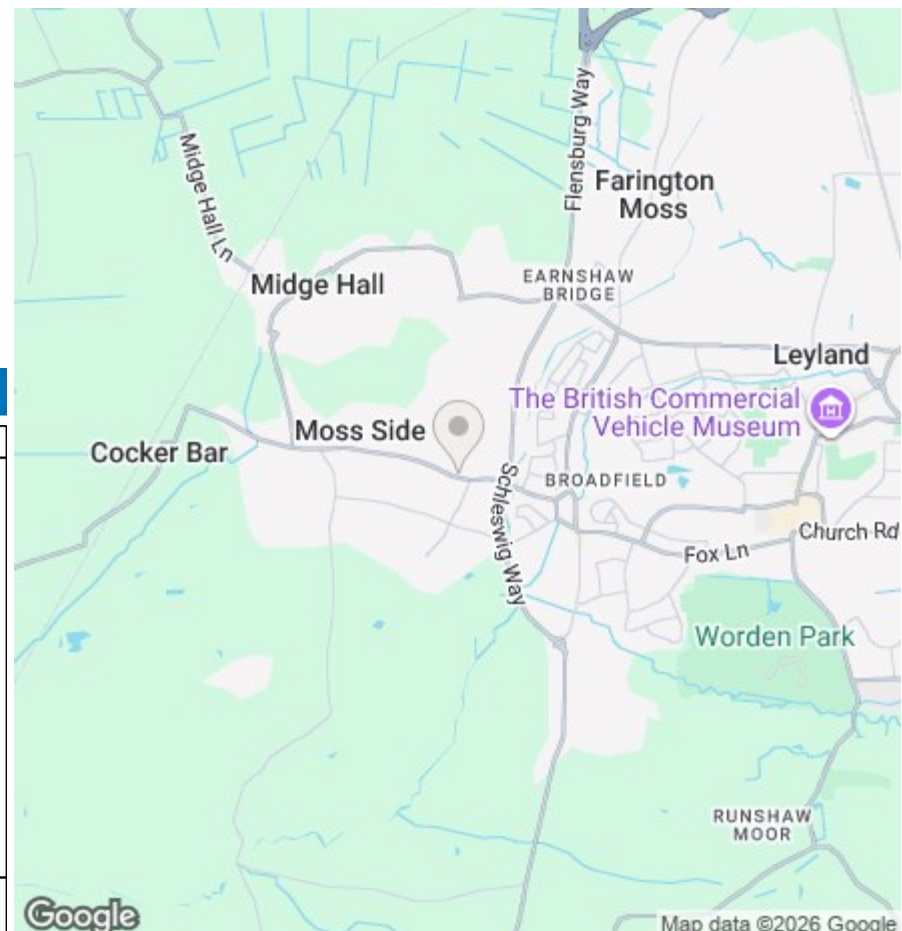 Flensburg Way
Farington
Moss
Midge Hall Ln
Midge Hall
EARNSHAW
BRIDGE
Leyland
The British Commercial
Vehicle Museum
Moss Side
Cocker Bar
Schleswig Way
BROADFIELD
Church Rd
Fox Ln
Worden Park
RUNSHAW
MOOR
Google
Map data ©2026 Google